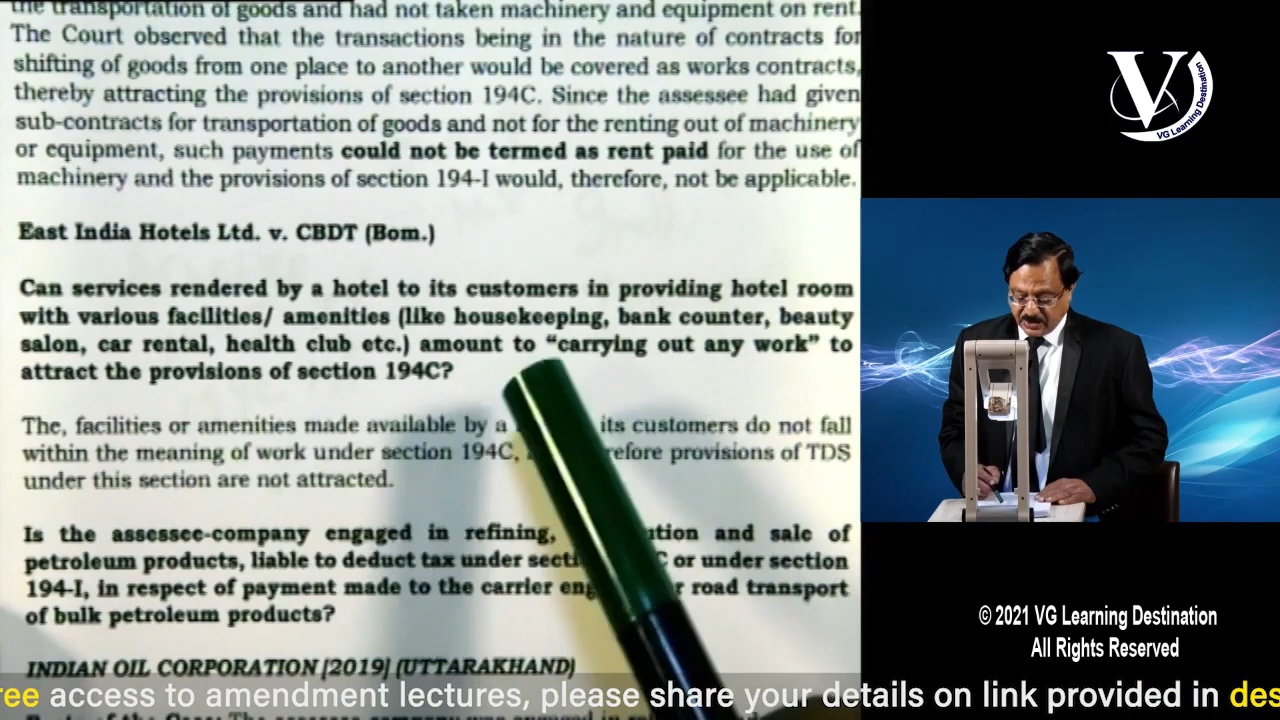 the transportation of goods and had not taken machinery and equipment on rent.
The Court observed that the transactions being in the nature of contracts for
shifting of goods from one place to another would be covered as works contracts,
thereby attracting the provisions of section 194C. Since the assessee had given
sub-contracts for transportation of goods and not for the renting out of machinery
or equipment, such payments could not be termed as rent paid for the use of
machinery and the provisions of section 194-I would, therefore, not be applicable.
East India Hotels Ltd. v. CBDT (Bom.)
Can services rendered by a hotel to its customers in providing hotel room
with various facilities/ amenities (like housekeeping, bank counter, beauty
salon, car rental, health club etc.) amount to “carrying out any work” to
attract the provisions of section 194C?
The, facilities or amenities made available by a its customers do not fall
within the meaning of work under section 194C, provisions of TDS
under this section are not attracted.
Is the assessee-company engaged in refining, and sale of
petroleum products, liable to deduct tax under or under section
194-I, in respect of payment made to the carrier road transport
of bulk petroleum products?
INDIAN OIL CORPORATION [2019] (UTTARAKHAND)
access to amendment lectures, please share your details on link provided in
V
VG Learning Destination
© 2021 VG Learning Destination
All Rights Reserved